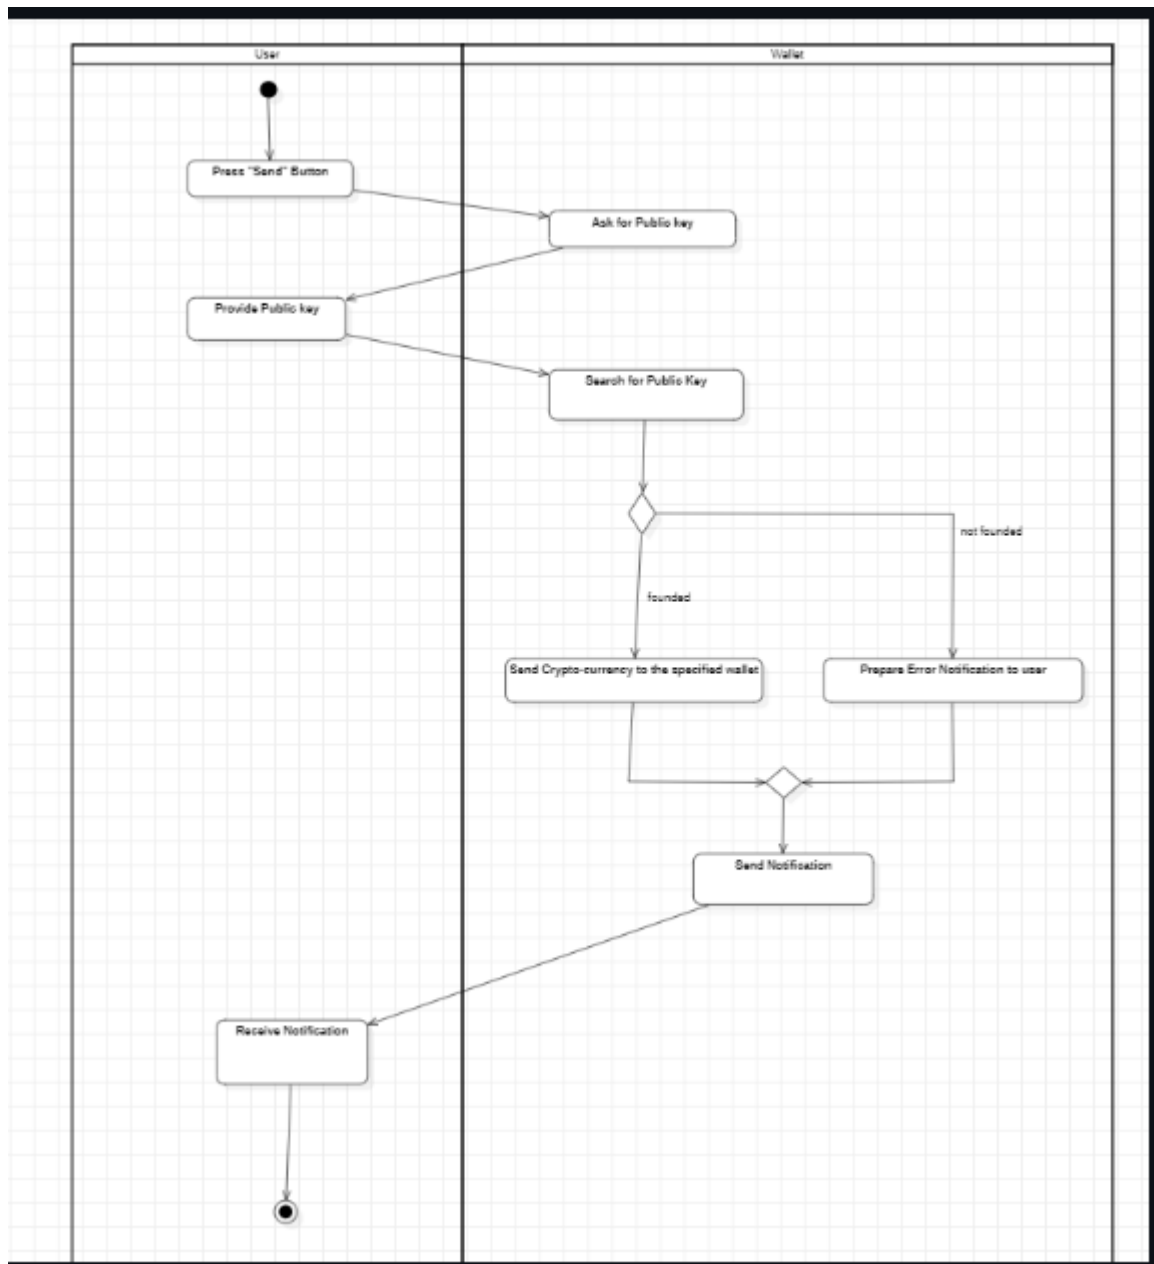 User
Wallet
Press "Send" Button
Ask for Public key
Provide Public key
Search for Public Key
not founded
founded
Send Crypto-currency to the specified wallet
Prepare Error Notification to user
Send Notification
Receive Notification